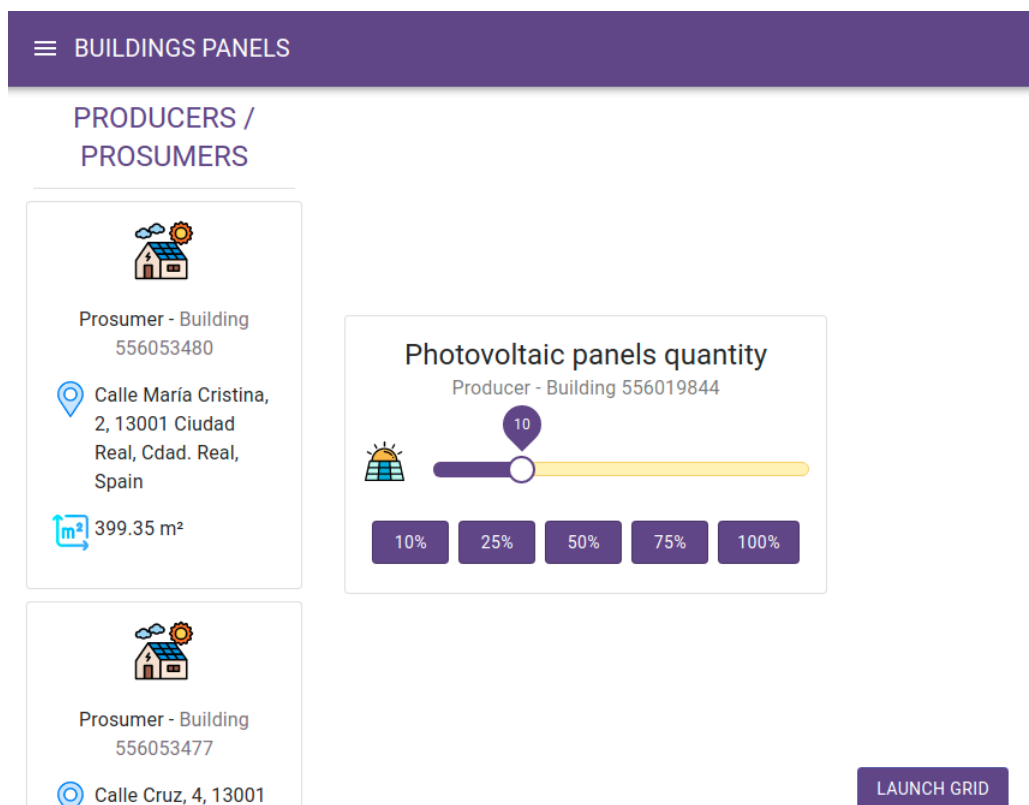 BUILDINGS PANELS
PRODUCERS /
PROSUMERS
Prosumer - Building
556053480
Calle María Cristina,
2, 13001 Ciudad
Real, Cdad. Real,
Spain
m²
399.35 m²
Prosumer - Building
556053477
Calle Cruz, 4, 13001
Photovoltaic panels quantity
Producer - Building 556019844
10
10%
25%
50%
75%
100%
LAUNCH GRID